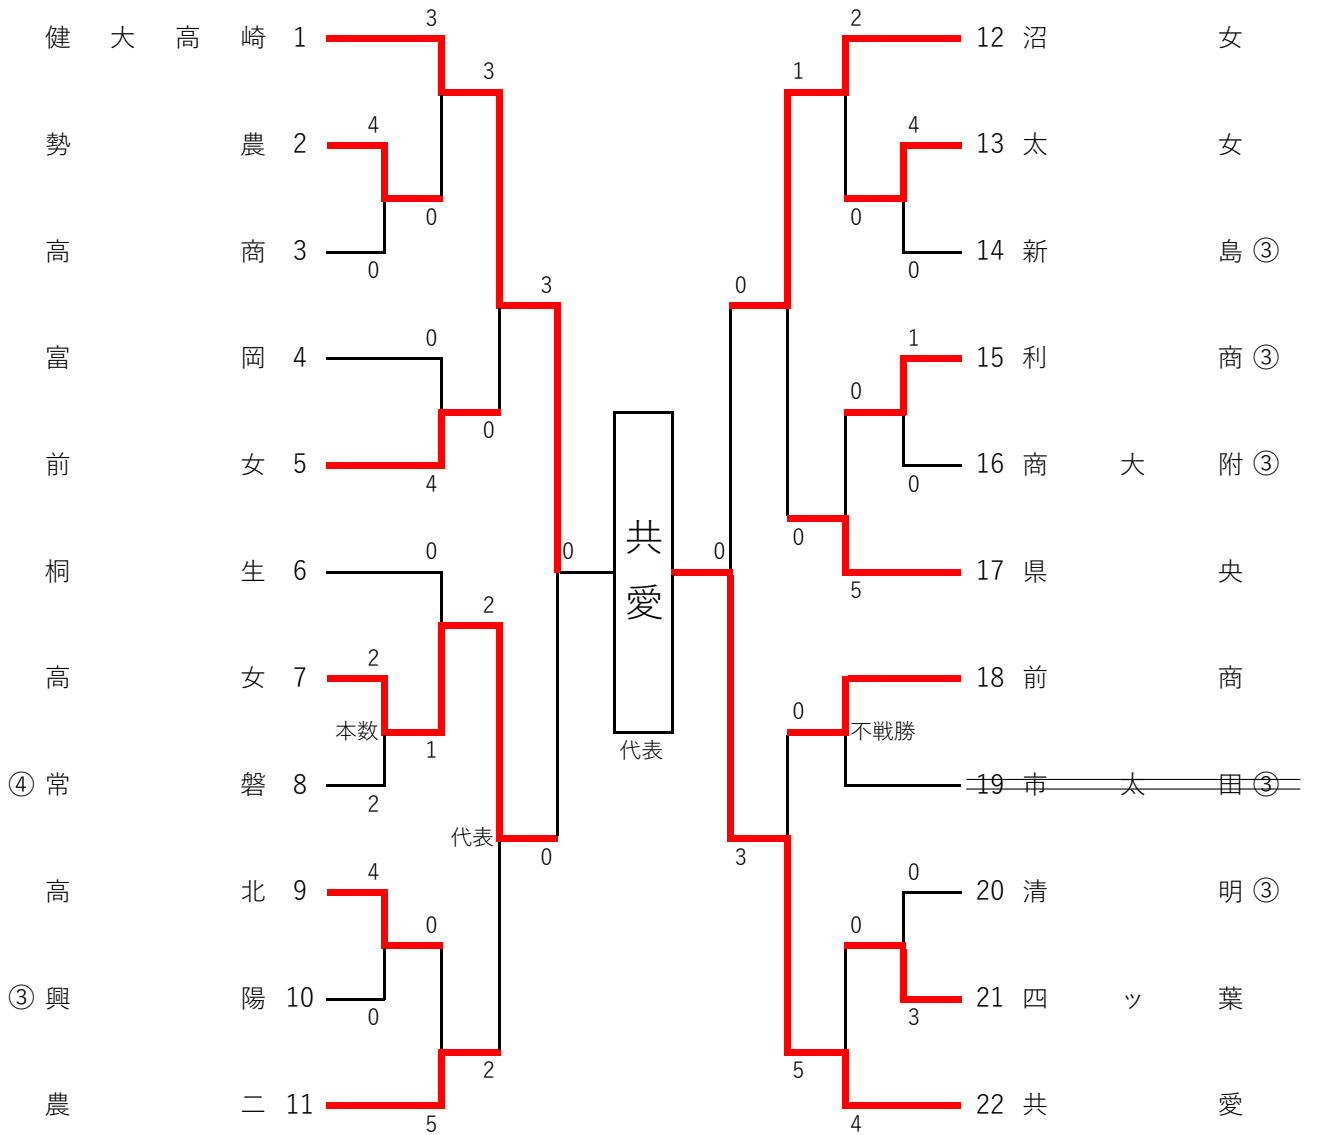 3
2
健大高崎 1
12 沼女
3
1
4
4
勢農 2
13 太女
0
0
高商 3
14 新島③
0
0
3
0
0
1
富岡 4
15 利商③
0
0
前女 5
16 商大附③
4
0
共愛
0
0
0
0
桐生 6
17 県央
2
5
2
高女 7
18 前商
0
本数
不戦勝
1
代表
④常磐 8
19 市太田③
2
代表
0
3
4
0
高北 9
20 清明③
0
0
③興陽 10
21 四ッ葉
0
3
2
5
農二 11
22 共愛
5
4